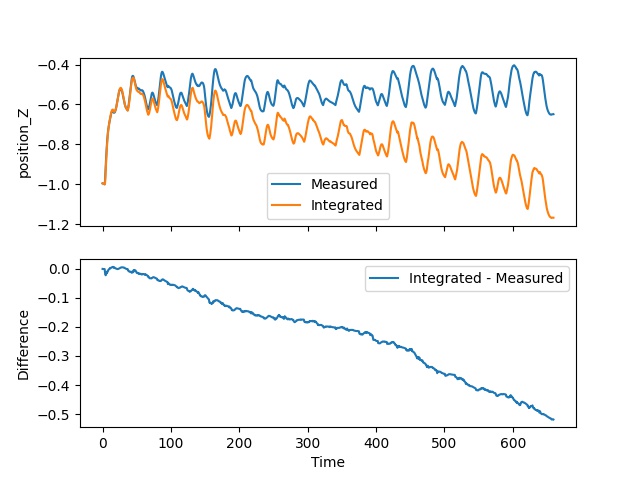 −0.4
−0.6
−0.8
−1.0
−1.2
position_Z
Measured
Integrated
0.0
−0.1
−0.2
−0.3
−0.4
−0.5
Difference
Integrated - Measured
0 100 200 300 400 500 600
Time